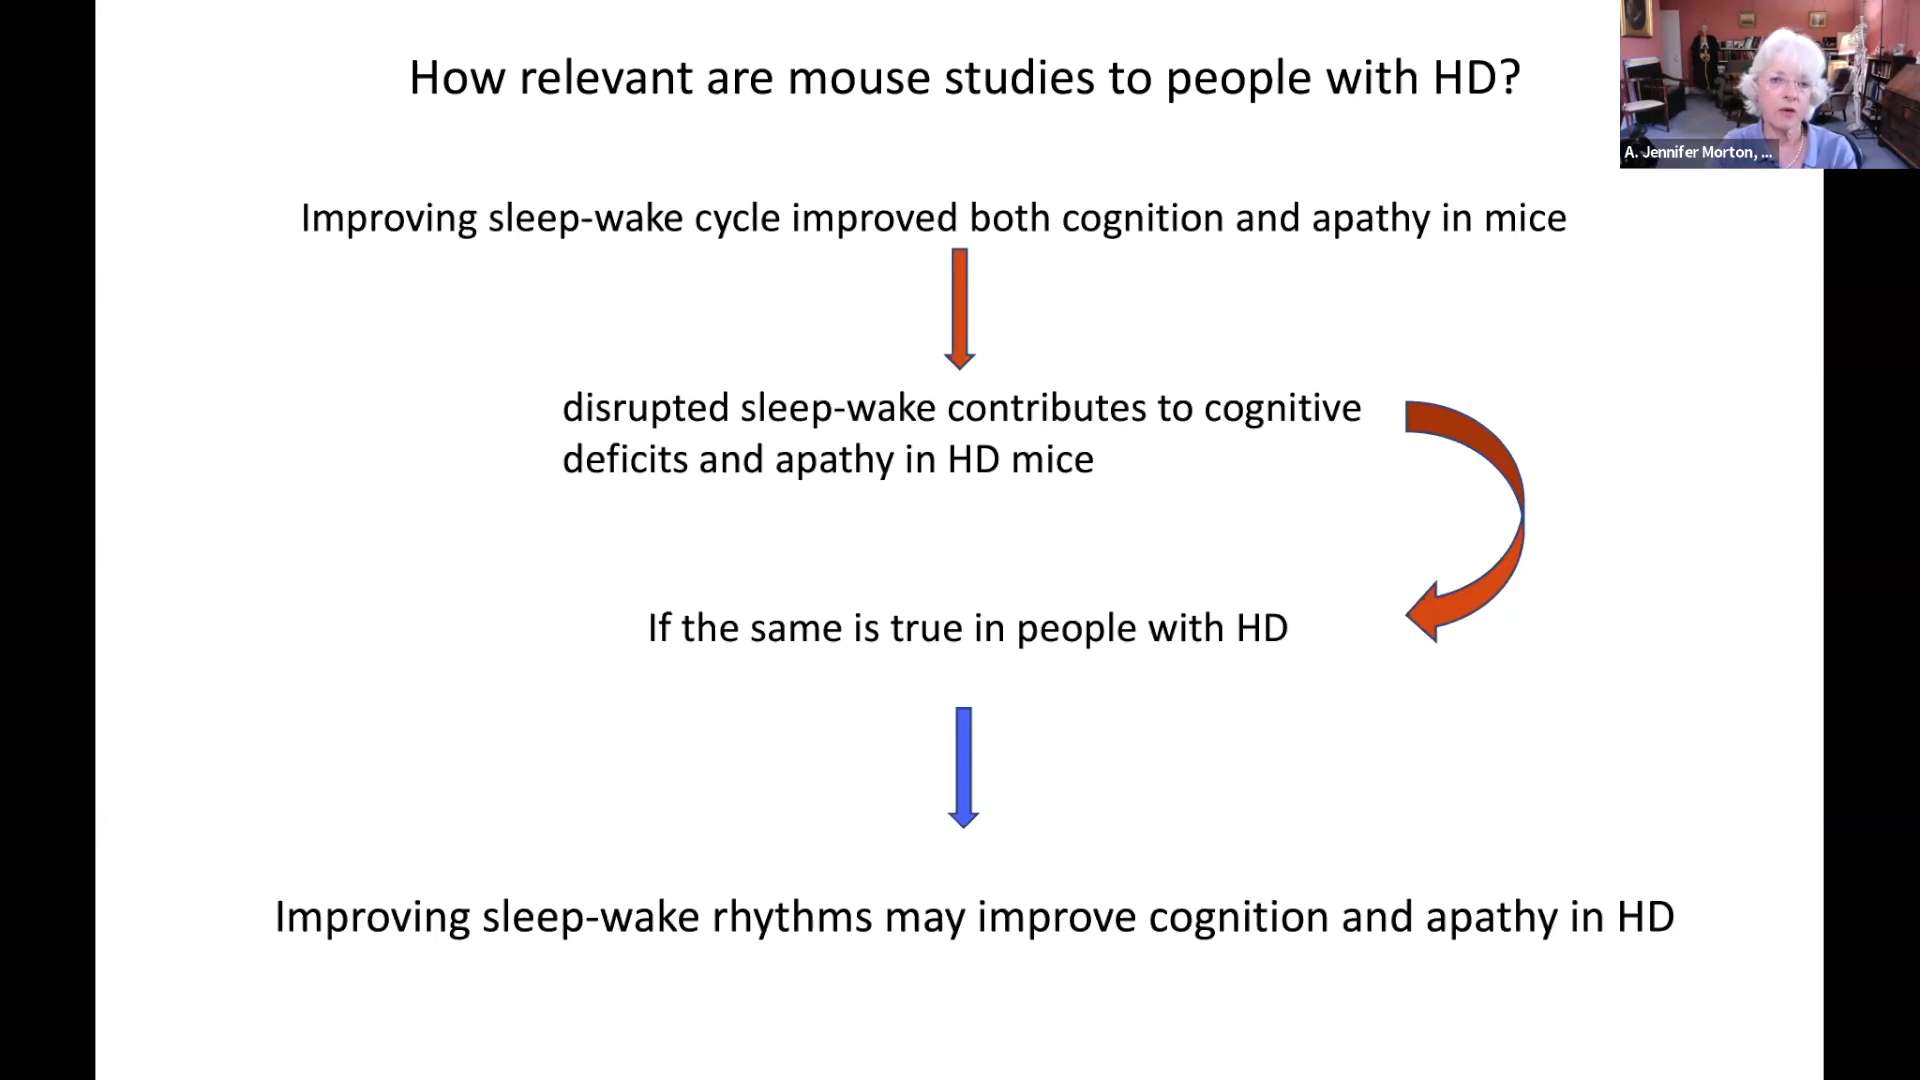 How relevant are mouse studies to people with HD?
A. Jennifer Morton, ...
Improving sleep-wake cycle improved both cognition and apathy in mice
disrupted sleep-wake contributes to cognitive
deficits and apathy in HD mice
If the same is true in people with HD
Improving sleep-wake rhythms may improve cognition and apathy in HD